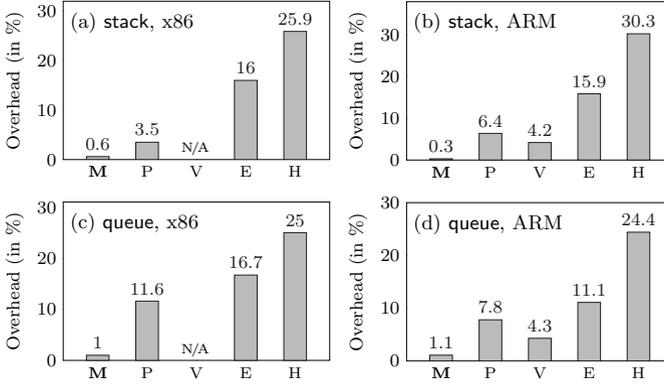 (a) stack, x86
Overhead (in %)
30
20
10
0
0.6
3.5
N/A
16
25.9
M P V E H
(b) stack, ARM
Overhead (in %)
30
20
10
0
0.3
6.4
4.2
15.9
30.3
M P V E H
(c) queue, x86
Overhead (in %)
30
20
10
0
1
11.6
N/A
16.7
25
M P V E H
(d) queue, ARM
Overhead (in %)
30
20
10
0
1.1
7.8
4.3
11.1
24.4
M P V E H